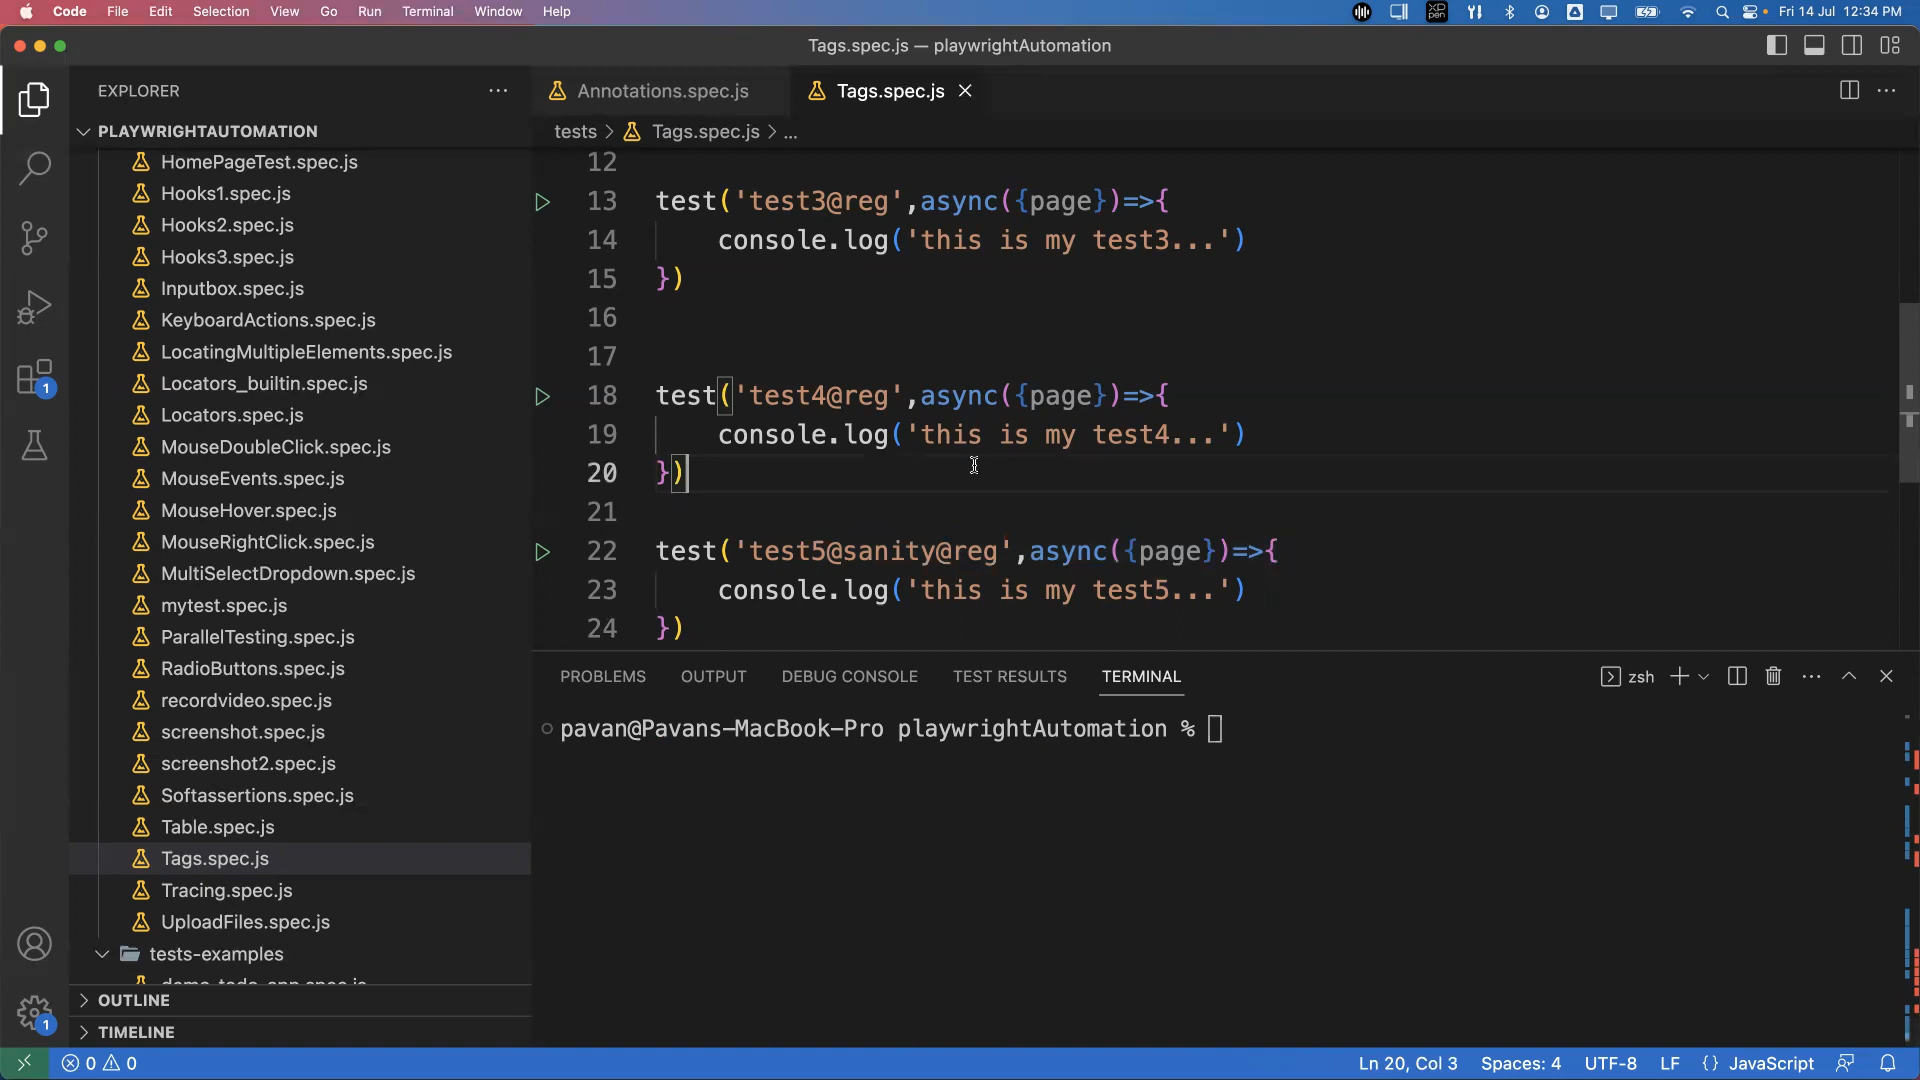 Code File Edit Selection View Go Run Terminal Window Help
XP PEN
Fri 14 Jul 12:34 PM
Tags.spec.js — playwrightAutomation
EXPLORER
PLAYWRIGHTAUTOMATION
HomePageTest.spec.js
Hooks1.spec.js
Hooks2.spec.js
Hooks3.spec.js
Inputbox.spec.js
KeyboardActions.spec.js
LocatingMultipleElements.spec.js
Locators_builtin.spec.js
Locators.spec.js
MouseDoubleClick.spec.js
MouseEvents.spec.js
MouseHover.spec.js
MouseRightClick.spec.js
MultiSelectDropdown.spec.js
mytest.spec.js
ParallelTesting.spec.js
RadioButtons.spec.js
recordvideo.spec.js
screenshot.spec.js
screenshot2.spec.js
Softassertions.spec.js
Table.spec.js
Tags.spec.js
Tracing.spec.js
UploadFiles.spec.js
tests-examples
demo-todo-app.spec.js
OUTLINE
TIMELINE
1
1
Annotations.spec.js Tags.spec.js
tests > Tags.spec.js > ...
12
13 test('test3@reg',async({page})=>{
14 console.log('this is my test3...')
15 })
16
17
18 test('test4@reg',async({page})=>{
19 console.log('this is my test4...')
20 })
21
22 test('test5@sanity@reg',async({page})=>{
23 console.log('this is my test5...')
24 })
PROBLEMS OUTPUT DEBUG CONSOLE TEST RESULTS TERMINAL
zsh
pavan@Pavans-MacBook-Pro playwrightAutomation %
0 0
Ln 20, Col 3 Spaces: 4 UTF-8 LF {} JavaScript